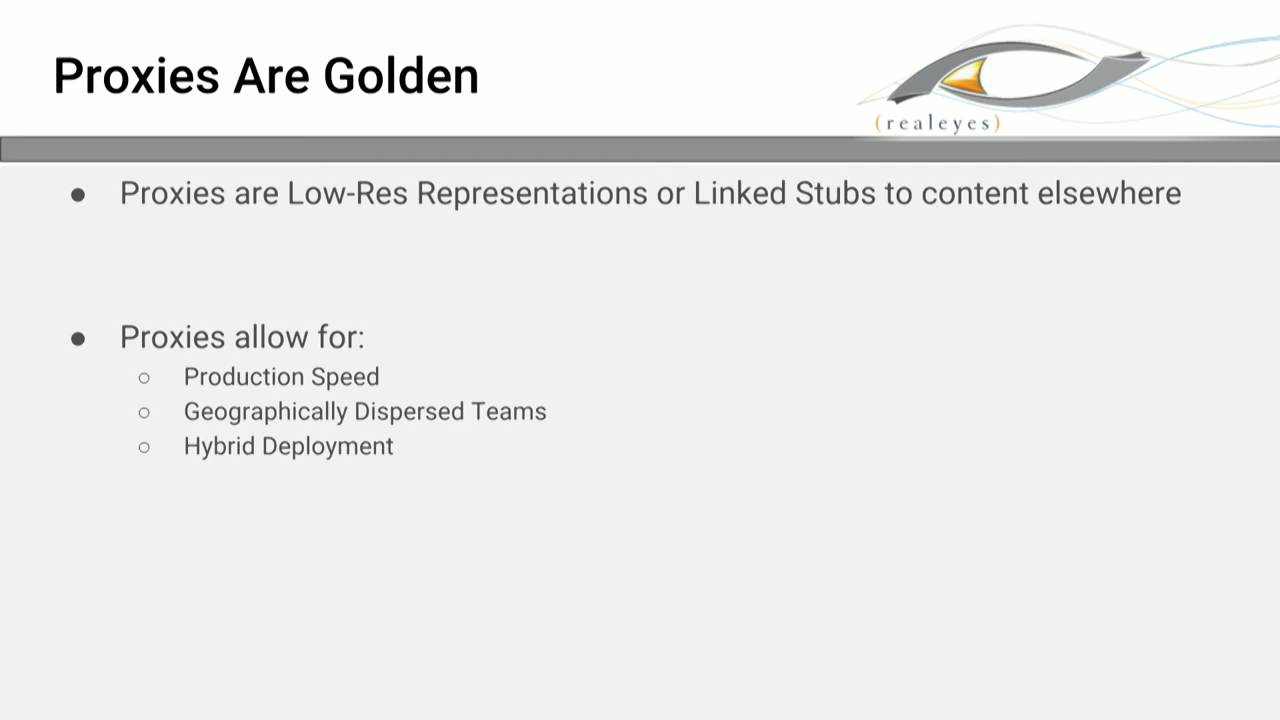 Proxies Are Golden
(realeyes)
● Proxies are Low-Res Representations or Linked Stubs to content elsewhere
● Proxies allow for:
○ Production Speed
○ Geographically Dispersed Teams
○ Hybrid Deployment